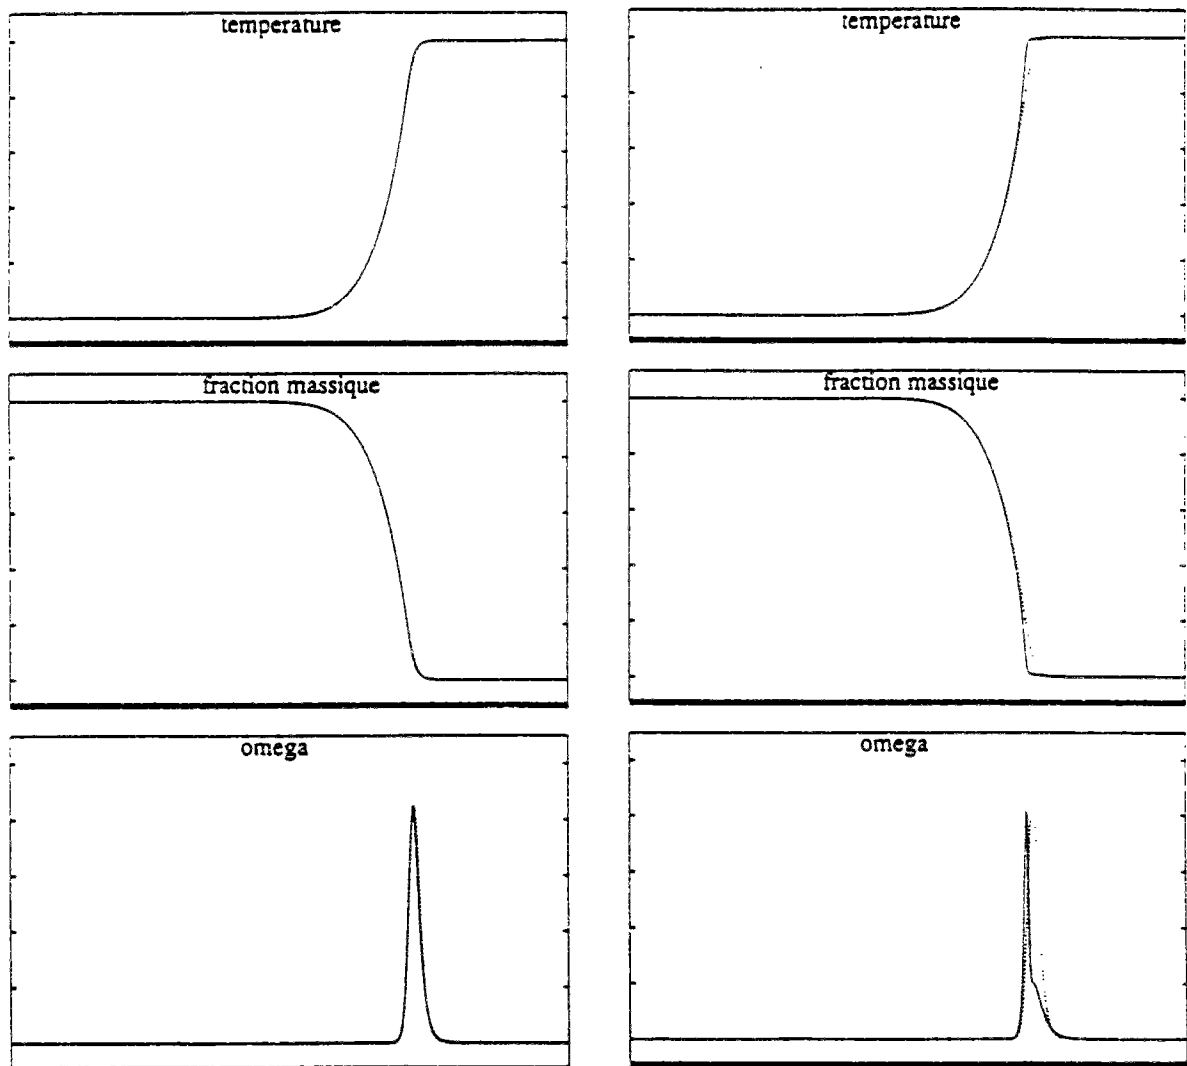 temperature
temperature
fraction massique
fraction massique
omega
omega